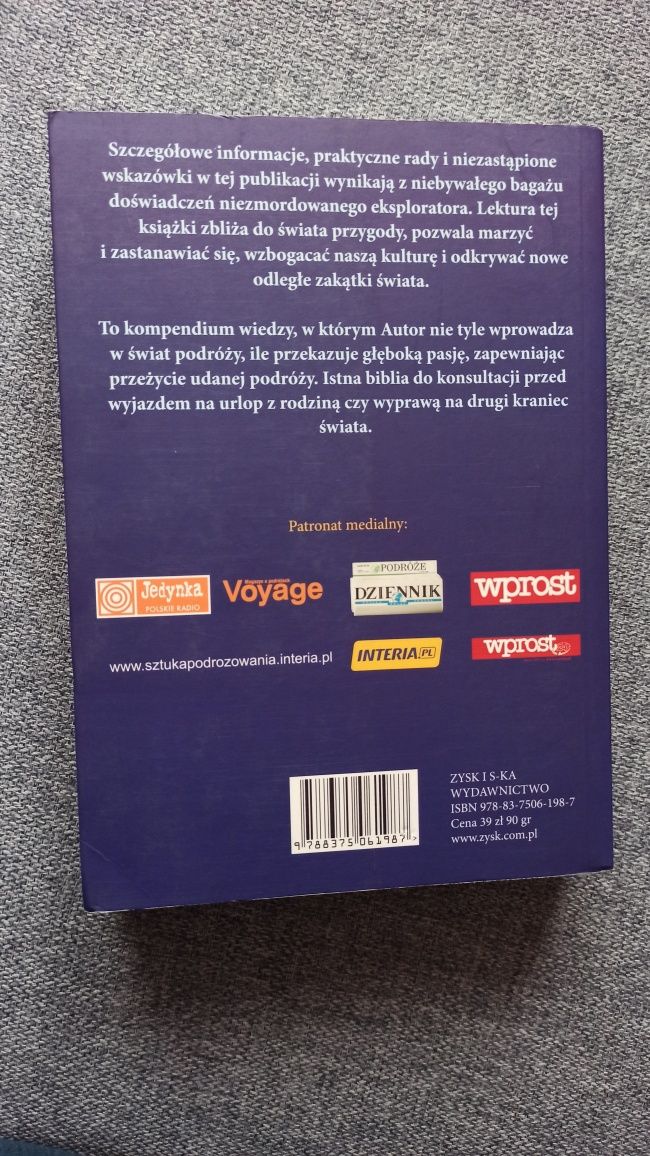 Szczegółowe informacje, praktyczne rady i niezastąpione
wskazówki w tej publikacji wynikają z niebywałego bagażu
doświadczeń niezmordowanego eksploratora. Lektura tej
książki zbliża do świata przygody, pozwala marzyć
i zastanawiać się, wzbogacać naszą kulturę i odkrywać nowe
odległe zakątki świata.
To kompendium wiedzy, w którym Autor nie tyle wprowadza
w świat podróży, ile przekazuje głęboką pasję, zapewniając
przeżycie udanej podróży. Istna biblia do konsultacji przed
wyjazdem na urlop z rodziną czy wyprawą na drugi kraniec
świata.
Patronat medialny:
Jedynka
POLSKIE RADIO
Magazyn o podróżach
Voyage
PODRÓŻE
DZIENNIK
wprost
www.sztukapodrozowania.interia.pl
INTERIA.PL
wprost
ZYSK I S-KA
WYDAWNICTWO
ISBN 978-83-7506-198-7
Cena 39 zł 90 gr
www.zysk.com.pl
9 788375 061987 >